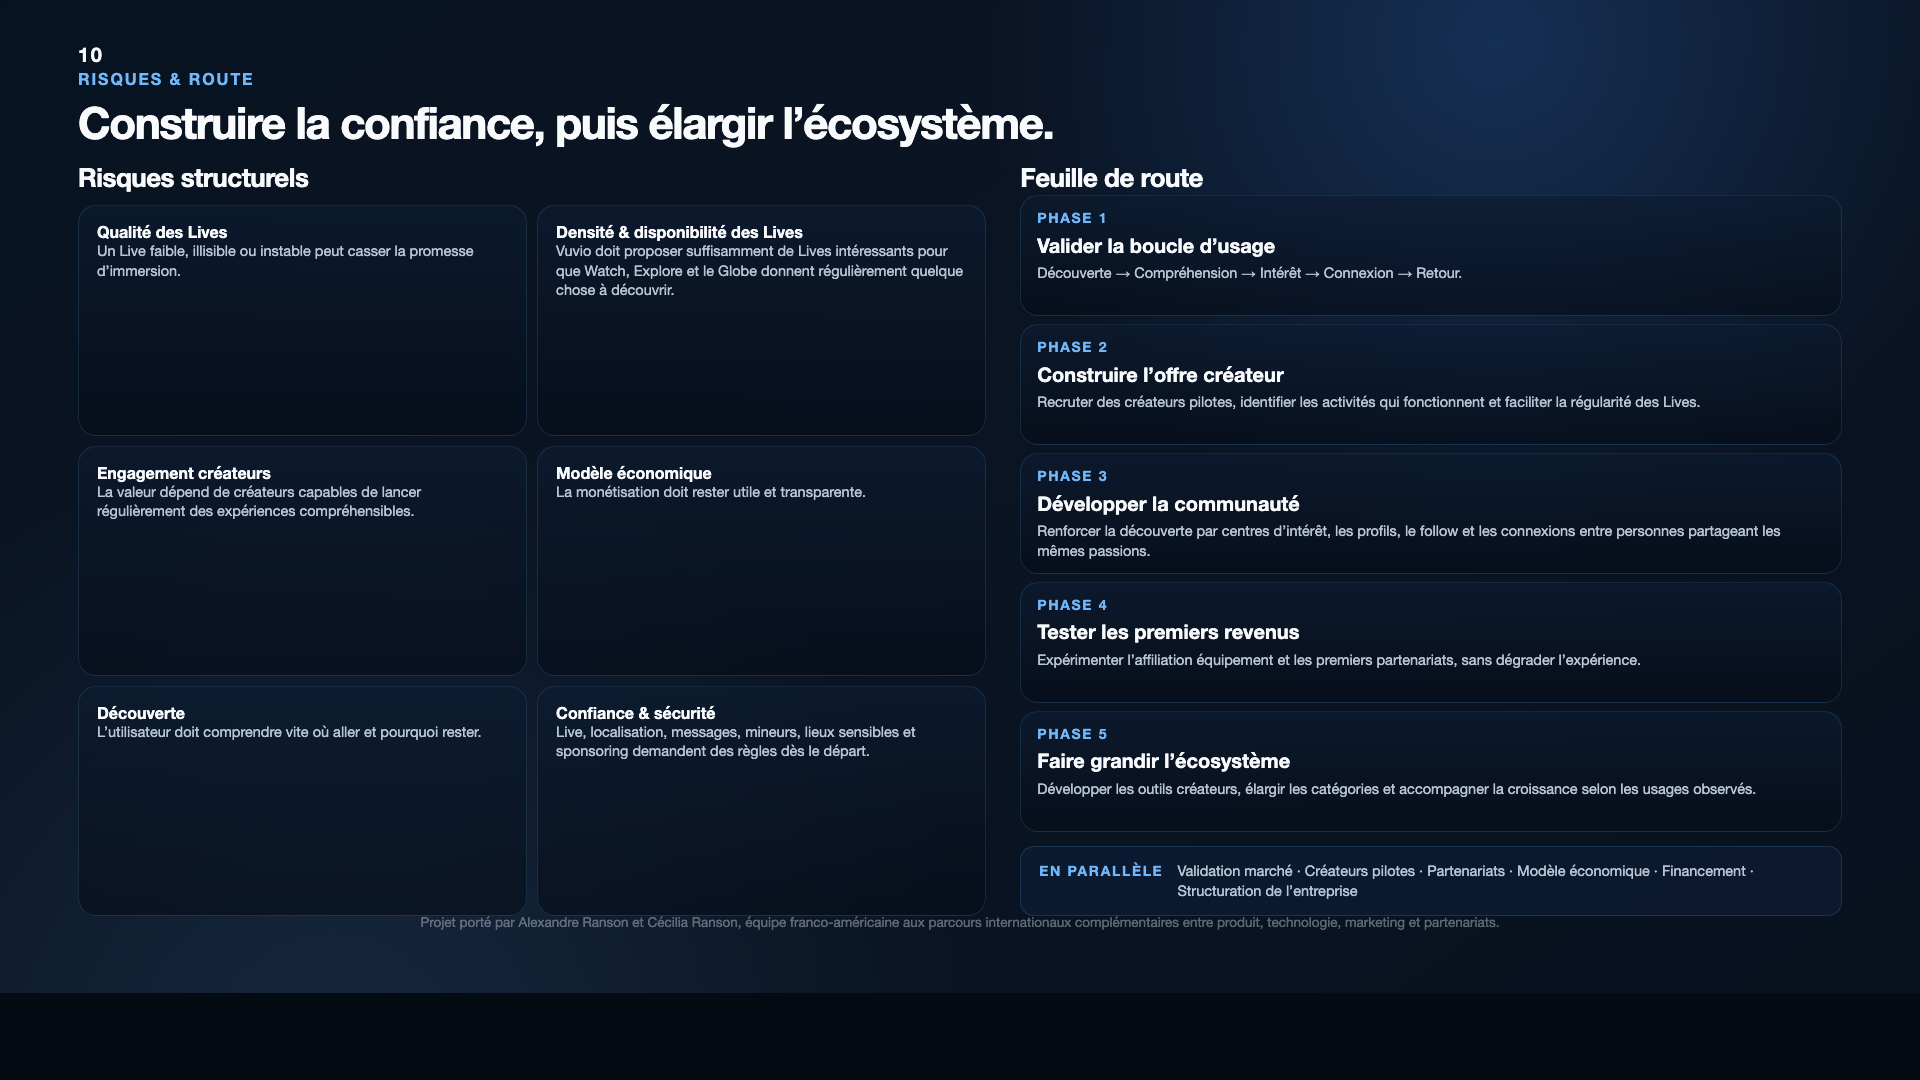 10
RISQUES & ROUTE
Construire la confiance, puis élargir l’écosystème.
Risques structurels
Qualité des Lives
Un Live faible, illisible ou instable peut casser la promesse
d’immersion.
Densité & disponibilité des Lives
Vuvio doit proposer suffisamment de Lives intéressants pour
que Watch, Explore et le Globe donnent régulièrement quelque
chose à découvrir.
Engagement créateurs
La valeur dépend de créateurs capables de lancer
régulièrement des expériences compréhensibles.
Modèle économique
La monétisation doit rester utile et transparente.
Découverte
L’utilisateur doit comprendre vite où aller et pourquoi rester.
Confiance & sécurité
Live, localisation, messages, mineurs, lieux sensibles et
sponsoring demandent des règles dès le départ.
Feuille de route
PHASE 1
Valider la boucle d’usage
Découverte → Compréhension → Intérêt → Connexion → Retour.
PHASE 2
Construire l’offre créateur
Recruter des créateurs pilotes, identifier les activités qui fonctionnent et faciliter la régularité des Lives.
PHASE 3
Développer la communauté
Renforcer la découverte par centres d’intérêt, les profils, le follow et les connexions entre personnes partageant les
mêmes passions.
PHASE 4
Tester les premiers revenus
Expérimenter l’affiliation équipement et les premiers partenariats, sans dégrader l’expérience.
PHASE 5
Faire grandir l’écosystème
Développer les outils créateurs, élargir les catégories et accompagner la croissance selon les usages observés.
EN PARALLÈLE Validation marché · Créateurs pilotes · Partenariats · Modèle économique · Financement ·
Structuration de l’entreprise
Projet porté par Alexandre Ranson et Cécilia Ranson, équipe franco-américaine aux parcours internationaux complémentaires entre produit, technologie, marketing et partenariats.